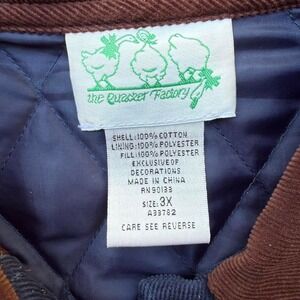 the Quacker Factory
SHELL:100% COTTON
LINING:100% POLYESTER
FILL:100% POLYESTER
EXCLUSIVE OF
DECORATIONS
MADE IN CHINA
RN 90133
SIZE: 3X
A33782
CARE SEE REVERSE